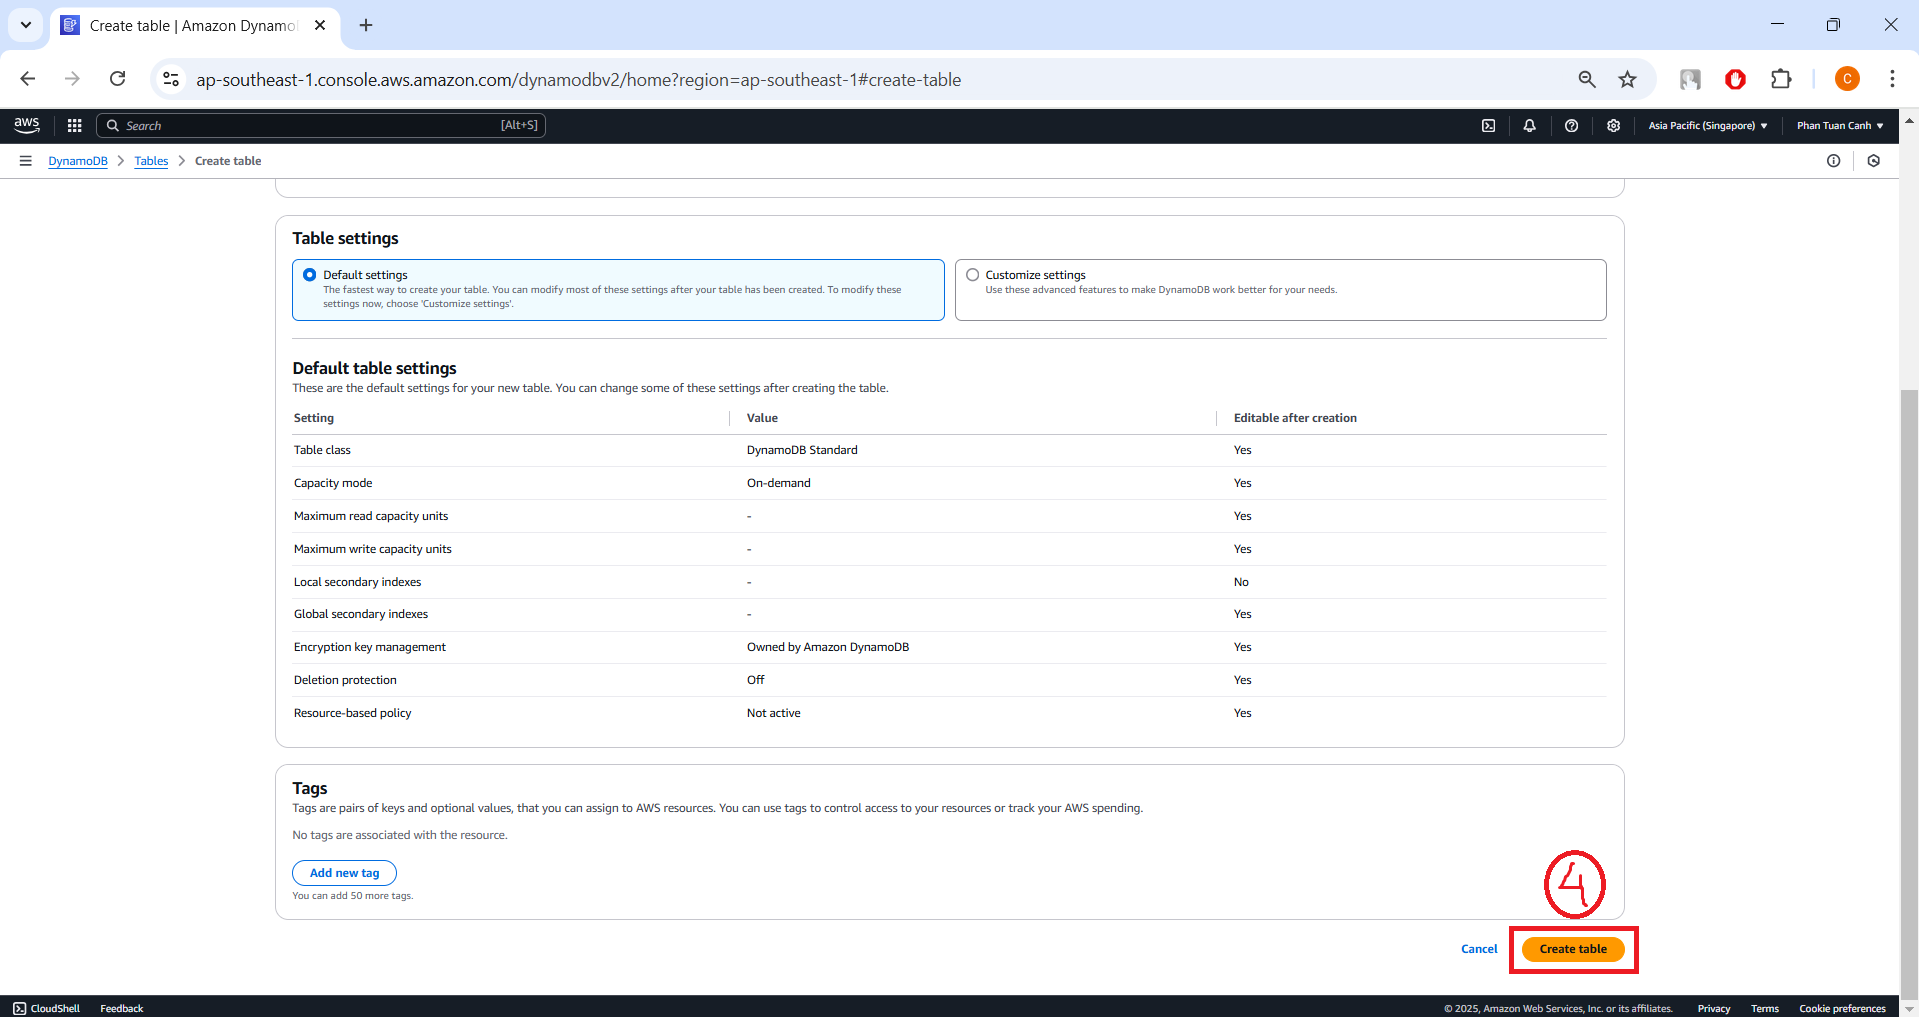 Create table | Amazon Dynamo
ap-southeast-1.console.aws.amazon.com/dynamodbv2/home?region=ap-southeast-1#create-table
C
aws
Search
[Alt+S]
Asia Pacific (Singapore)
Phan Tuan Canh
DynamoDB
Tables
Create table
Table settings
Default settings
The fastest way to create your table. You can modify most of these settings after your table has been created. To modify these
settings now, choose 'Customize settings'.
Customize settings
Use these advanced features to make DynamoDB work better for your needs.
Default table settings
These are the default settings for your new table. You can change some of these settings after creating the table.
Setting Value Editable after creation
Table class DynamoDB Standard Yes
Capacity mode On-demand Yes
Maximum read capacity units - Yes
Maximum write capacity units - Yes
Local secondary indexes - No
Global secondary indexes - Yes
Encryption key management Owned by Amazon DynamoDB Yes
Deletion protection Off Yes
Resource-based policy Not active Yes
Tags
Tags are pairs of keys and optional values, that you can assign to AWS resources. You can use tags to control access to your resources or track your AWS spending.
No tags are associated with the resource.
Add new tag
You can add 50 more tags.
4
Cancel
Create table
CloudShell
Feedback
© 2025, Amazon Web Services, Inc. or its affiliates.
Privacy
Terms
Cookie preferences